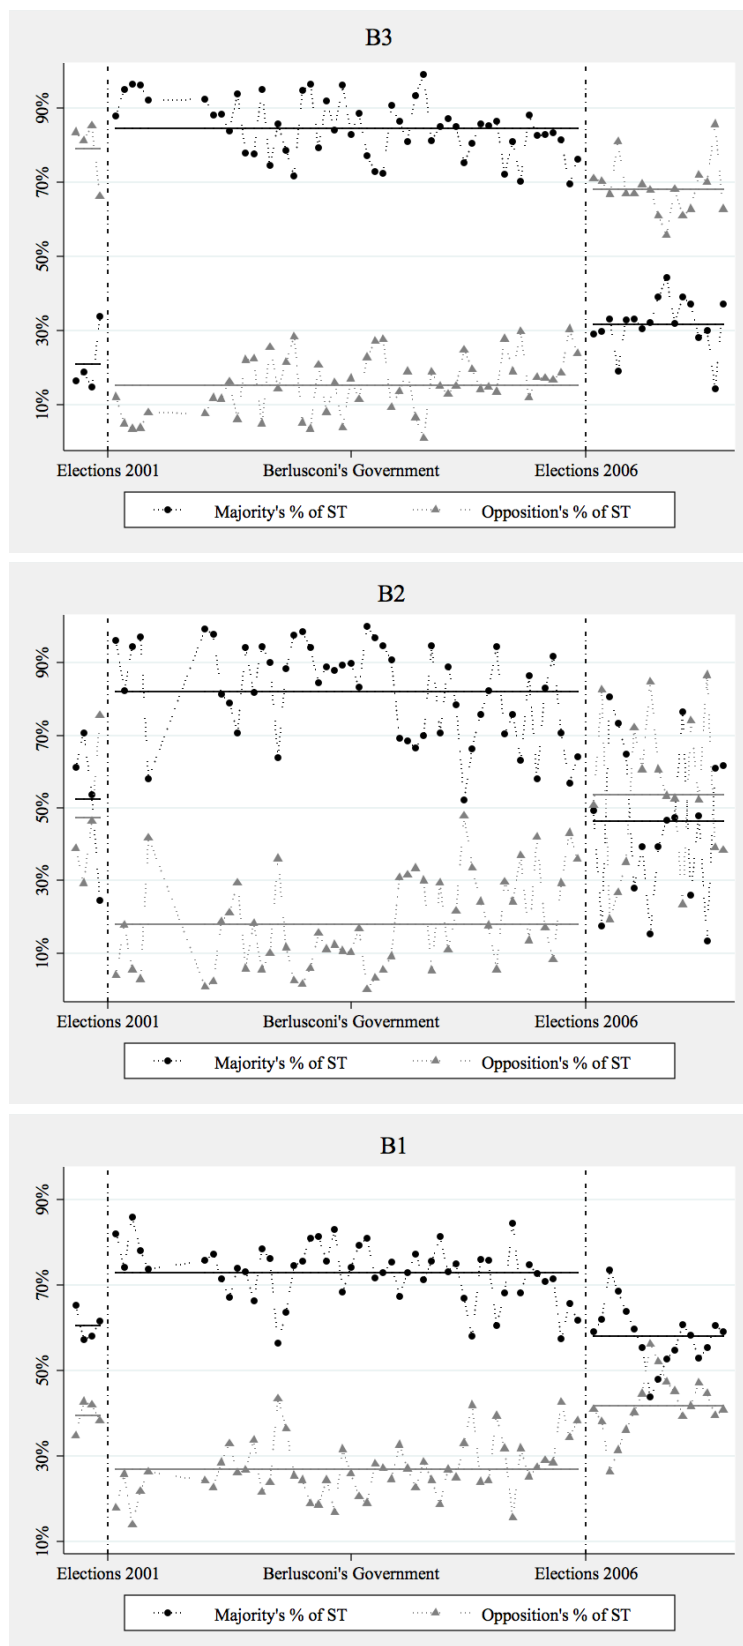 B3
90%
70%
50%
30%
10%
Elections 2001 Berlusconi's Government Elections 2006
Majority's % of ST Opposition's % of ST
B2
90%
70%
50%
30%
10%
Elections 2001 Berlusconi's Government Elections 2006
Majority's % of ST Opposition's % of ST
B1
90%
70%
50%
30%
10%
Elections 2001 Berlusconi's Government Elections 2006
Majority's % of ST Opposition's % of ST